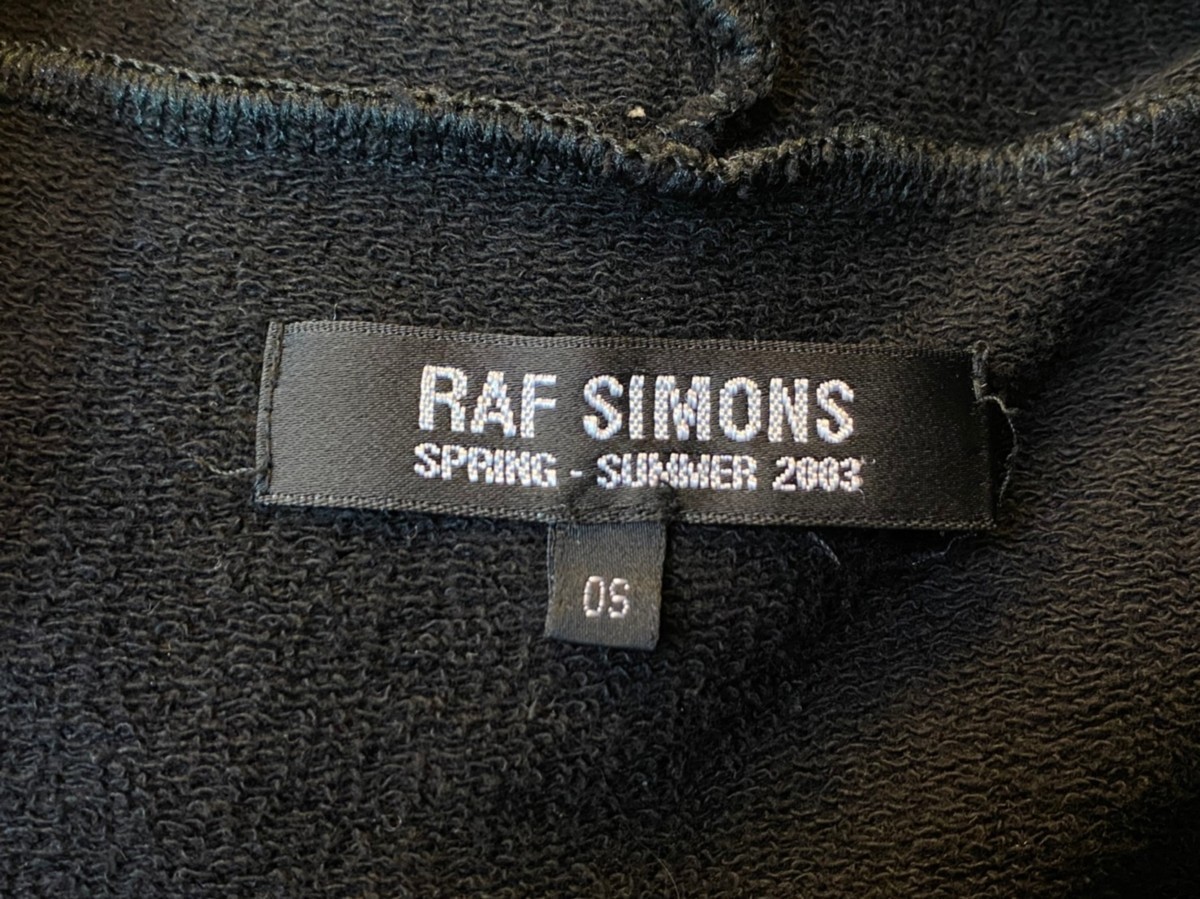 RAF SIMONS
SPRING - SUMMER 2003
OS